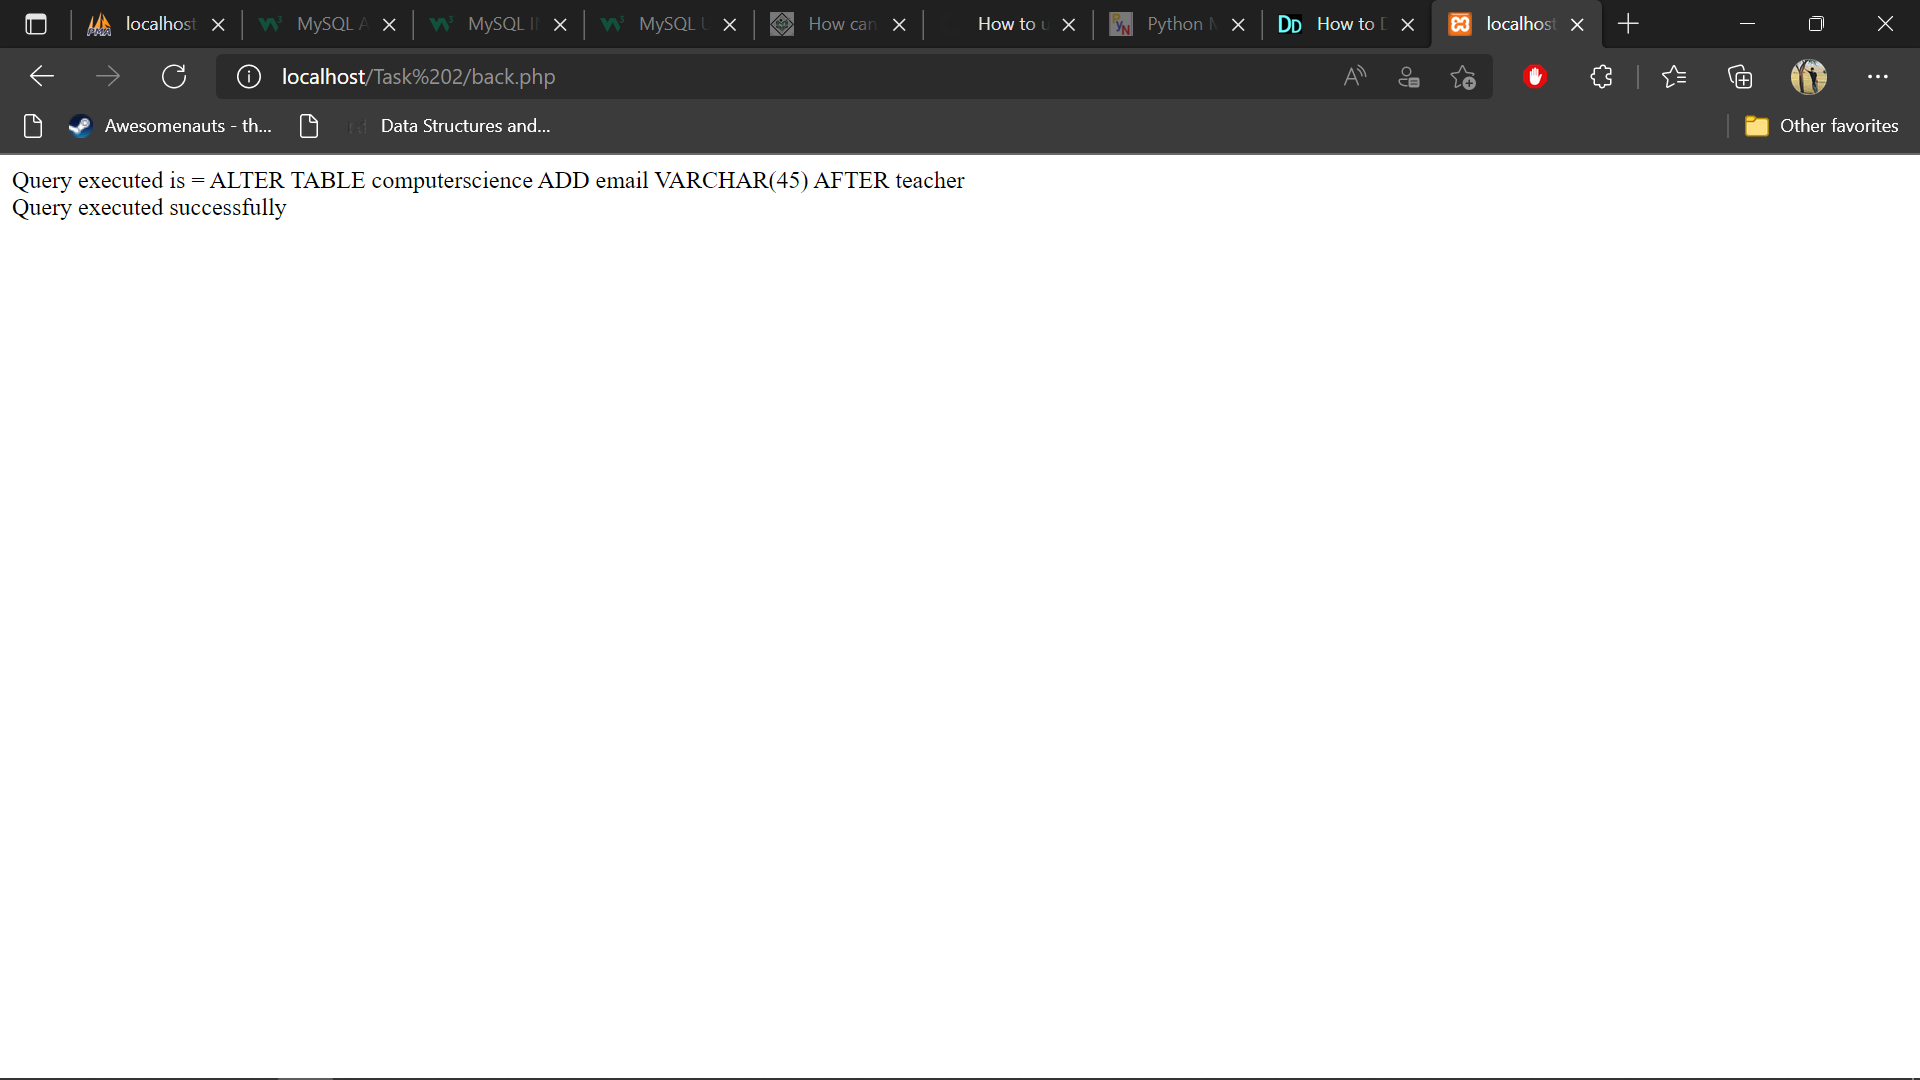 localhost
MySQL A
MySQL
MySQL
How can
How to
Python
DD How to
localhost
localhost/Task%202/back.php
Awesomenauts - th...
Data Structures and...
Other favorites
Query executed is = ALTER TABLE computerscience ADD email VARCHAR(45) AFTER teacher
Query executed successfully